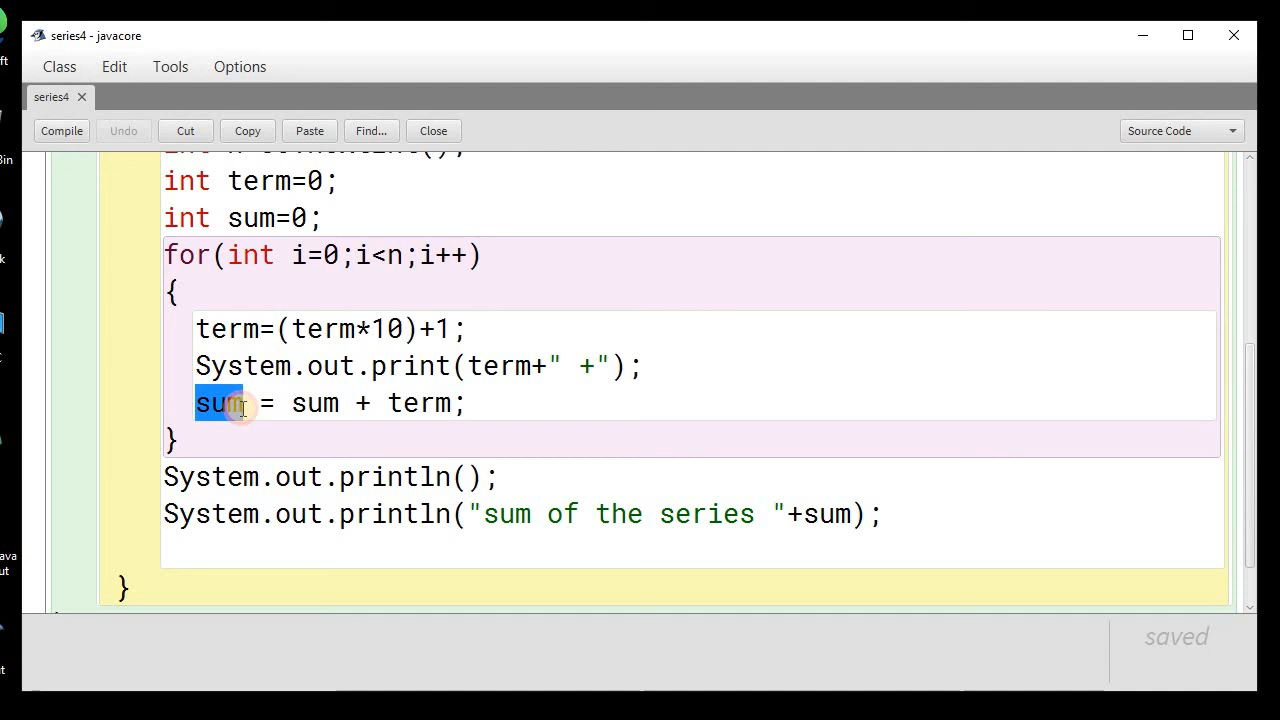 series4 - javacore
Class Edit Tools Options
series4
Compile Undo Cut Copy Paste Find... Close Source Code
int term=0;
int sum=0;
for(int i=0;i<n;i++)
{
term=(term*10)+1;
System.out.print(term+" +");
sum = sum + term;
}
System.out.println();
System.out.println("sum of the series "+sum);
}
saved